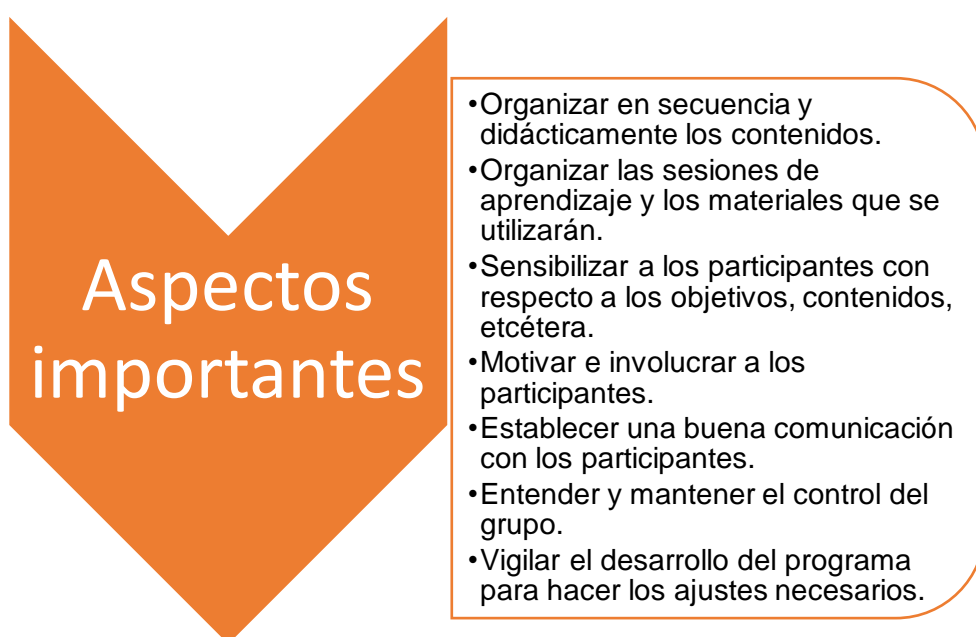 Aspectos
importantes
•Organizar en secuencia y
didácticamente los contenidos.
•Organizar las sesiones de
aprendizaje y los materiales que se
utilizarán.
•Sensibilizar a los participantes con
respecto a los objetivos, contenidos,
etcétera.
•Motivar e involucrar a los
participantes.
•Establecer una buena comunicación
con los participantes.
•Entender y mantener el control del
grupo.
•Vigilar el desarrollo del programa
para hacer los ajustes necesarios.